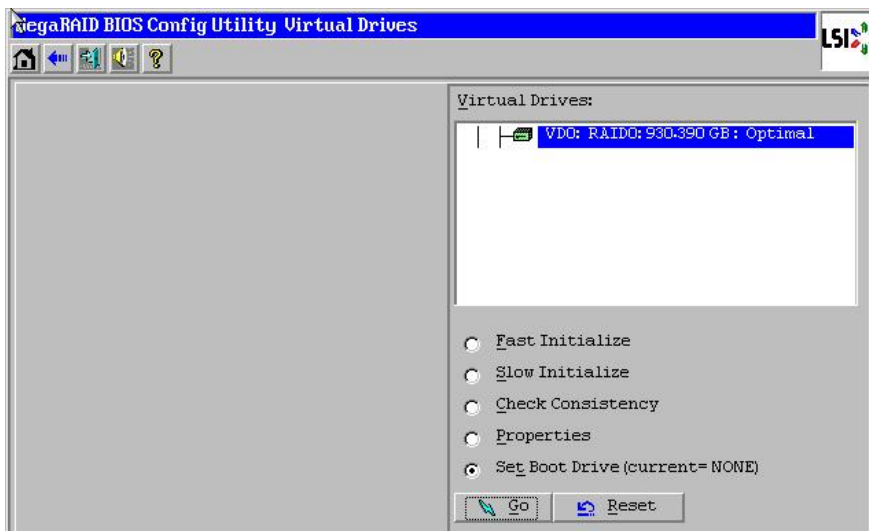 MegaRAID BIOS Config Utility Virtual Drives
LSI
Virtual Drives:
VD0: RAID0: 930.390 GB: Optimal
Fast Initialize
Slow Initialize
Check Consistency
Properties
Set Boot Drive (current= NONE)
Go
Reset